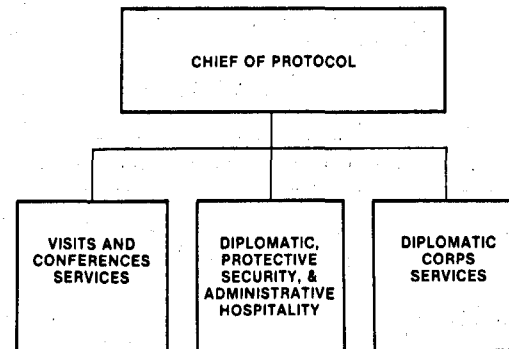 CHIEF OF PROTOCOL
VISITS AND
CONFERENCES
SERVICES
DIPLOMATIC,
PROTECTIVE
SECURITY, &
ADMINISTRATIVE
HOSPITALITY
DIPLOMATIC
CORPS
SERVICES